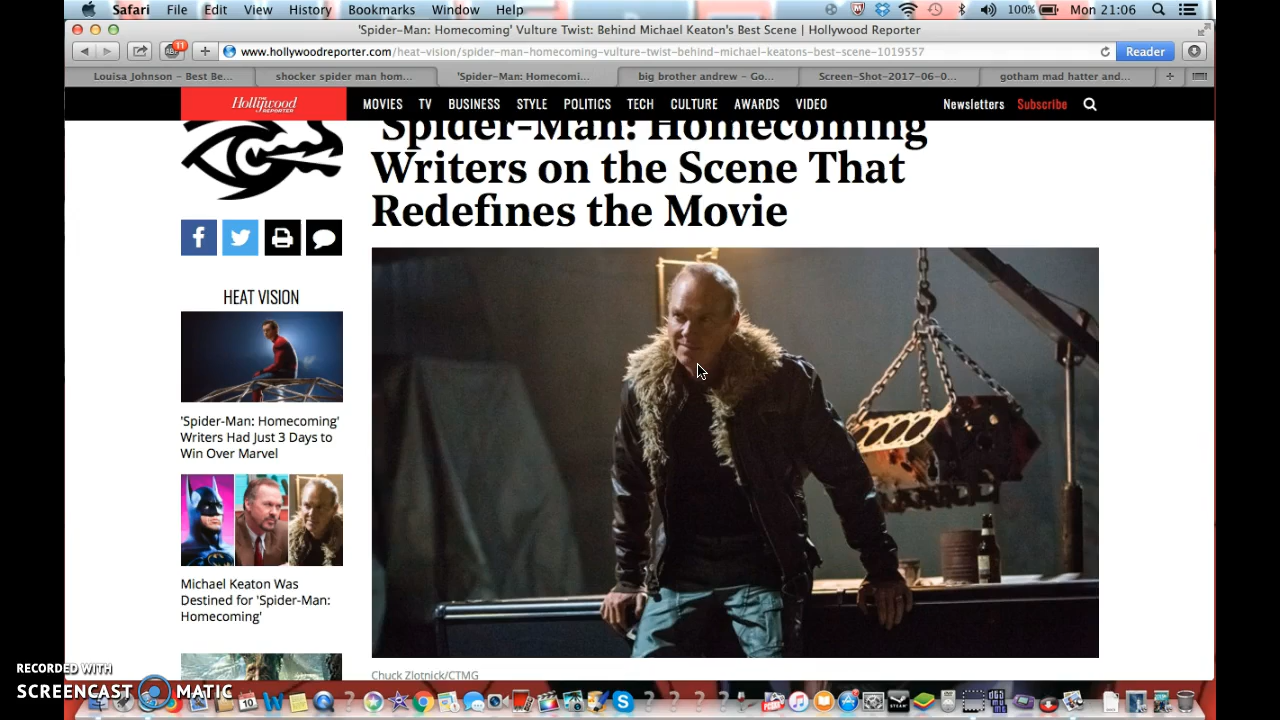 Safari File Edit View History Bookmarks Window Help 100% Mon 21:06
'Spider-Man: Homecoming' Vulture Twist: Behind Michael Keaton's Best Scene | Hollywood Reporter
www.hollywoodreporter.com/heat-vision/spider-man-homecoming-vulture-twist-behind-michael-keatons-best-scene-1019557 Reader
ABP 11
Louisa Johnson – Best Be... shocker spider man hom... 'Spider-Man: Homecomi... big brother andrew – Go... Screen-Shot-2017-06-0... gotham mad hatter and...
THE Hollywood REPORTER MOVIES TV BUSINESS STYLE POLITICS TECH CULTURE AWARDS VIDEO Newsletters Subscribe
'Spider-Man: Homecoming
Writers on the Scene That
Redefines the Movie
HEAT VISION
'Spider-Man: Homecoming'
Writers Had Just 3 Days to
Win Over Marvel
Michael Keaton Was
Destined for 'Spider-Man:
Homecoming'
Chuck Zlotnick/CTMG
RECORDED WITH
SCREENCAST MATIC